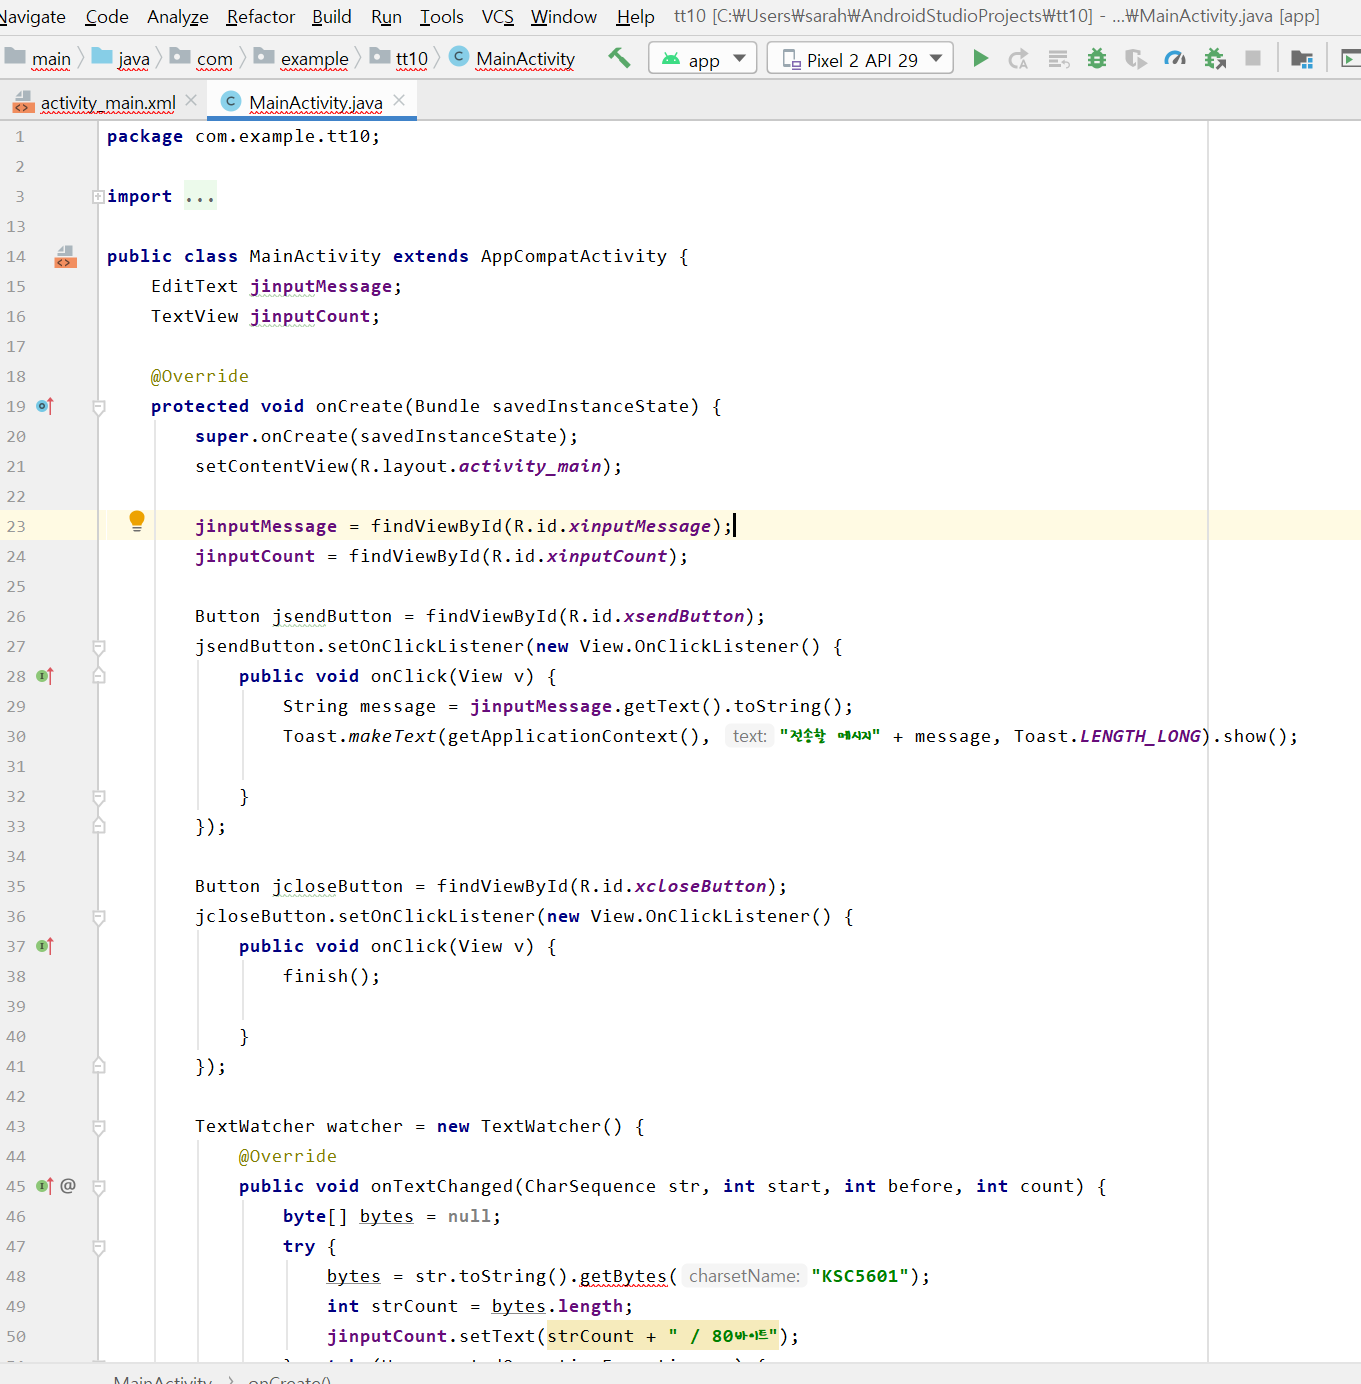 Navigate Code Analyze Refactor Build Run Tools VCS Window Help tt10 [C:₩Users₩sarah₩AndroidStudioProjects₩tt10] - ...₩MainActivity.java [app]
main java com example tt10 MainActivity app Pixel 2 API 29
activity_main.xml MainActivity.java
1 package com.example.tt10;
2
3 import ...
13
14 public class MainActivity extends AppCompatActivity {
15 EditText jinputMessage;
16 TextView jinputCount;
17
18 @Override
19 protected void onCreate(Bundle savedInstanceState) {
20 super.onCreate(savedInstanceState);
21 setContentView(R.layout.activity_main);
22
23 jinputMessage = findViewById(R.id.xinputMessage);
24 jinputCount = findViewById(R.id.xinputCount);
25
26 Button jsendButton = findViewById(R.id.xsendButton);
27 jsendButton.setOnClickListener(new View.OnClickListener() {
28 public void onClick(View v) {
29 String message = jinputMessage.getText().toString();
30 Toast.makeText(getApplicationContext(), text: "전송할 메시지" + message, Toast.LENGTH_LONG).show();
31
32 }
33 });
34
35 Button jcloseButton = findViewById(R.id.xcloseButton);
36 jcloseButton.setOnClickListener(new View.OnClickListener() {
37 public void onClick(View v) {
38 finish();
39
40 }
41 });
42
43 TextWatcher watcher = new TextWatcher() {
44 @Override
45 public void onTextChanged(CharSequence str, int start, int before, int count) {
46 byte[] bytes = null;
47 try {
48 bytes = str.toString().getBytes( charsetName: "KSC5601");
49 int strCount = bytes.length;
50 jinputCount.setText(strCount + " / 80바이트");
MainActivity onCreate()